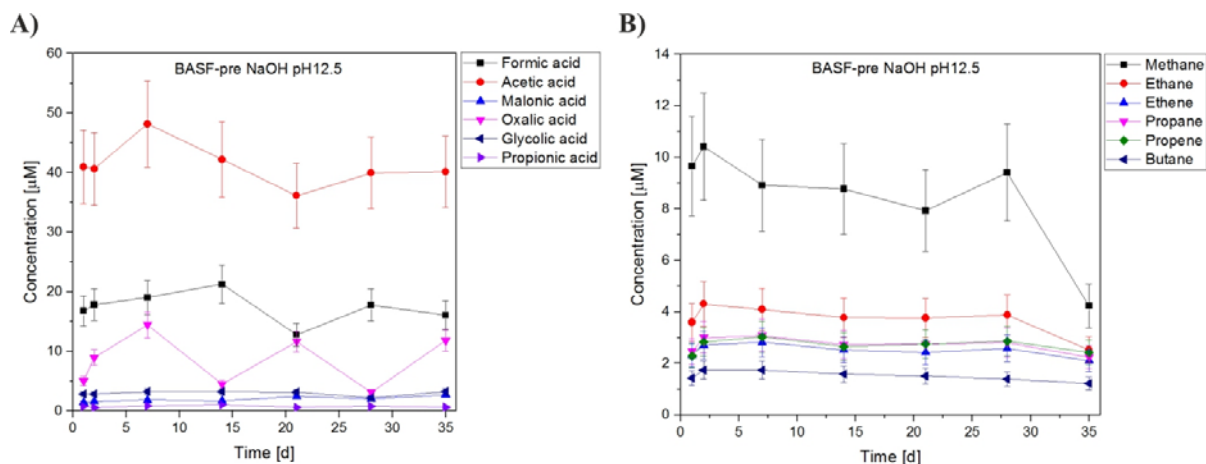 A)
BASF-pre NaOH pH12.5
Concentration [µM]
60
50
40
30
20
10
0
0 5 10 15 20 25 30 35
Time [d]
Formic acid
Acetic acid
Malonic acid
Oxalic acid
Glycolic acid
Propionic acid
B)
BASF-pre NaOH pH12.5
Concentration [µM]
14
12
10
8
6
4
2
0
0 5 10 15 20 25 30 35
Time [d]
Methane
Ethane
Ethene
Propane
Propene
Butane